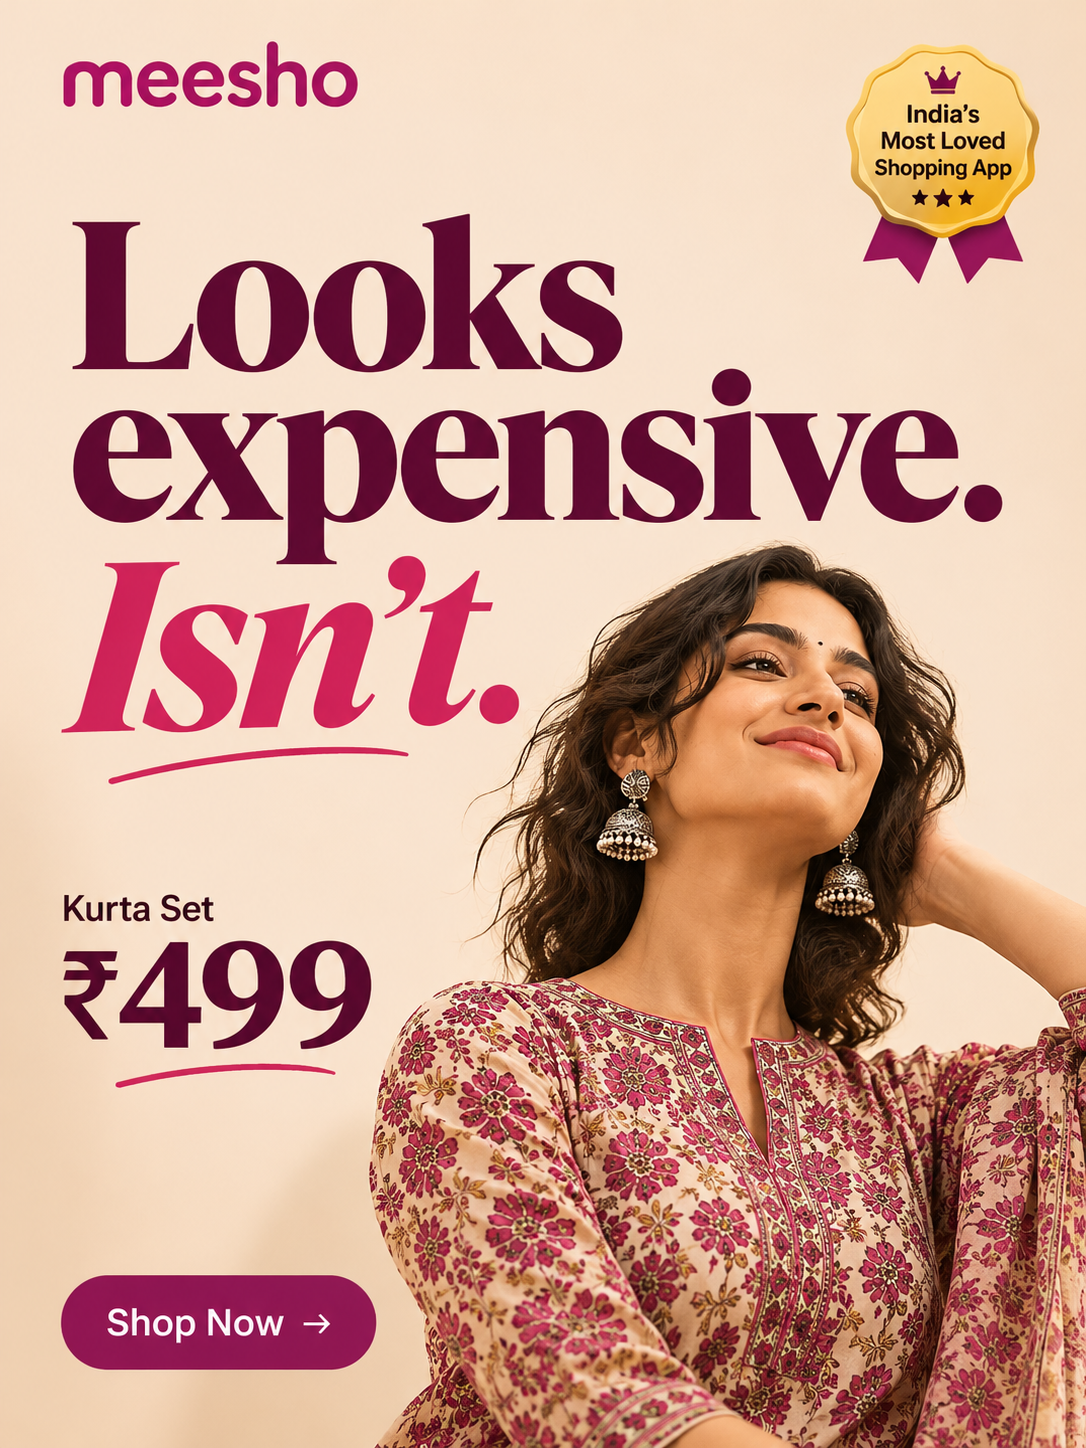 meesho
India's
Most Loved
Shopping App
Looks
expensive.
Isn't.
Kurta Set
₹499
Shop Now →